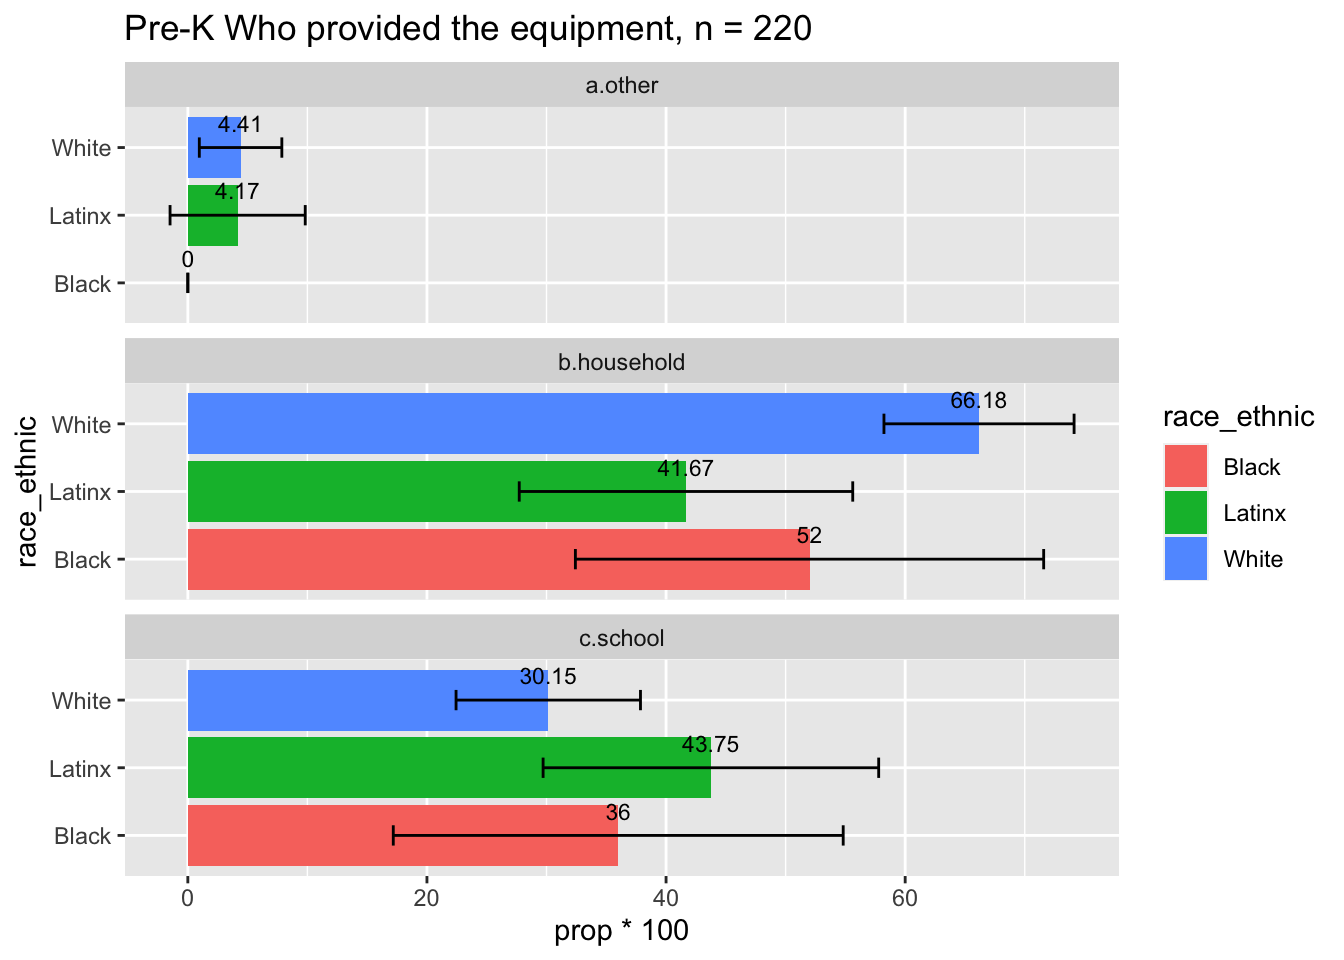 Pre-K Who provided the equipment, n = 220
a.other
White
4.41
Latinx
4.17
Black
0
b.household
White
66.18
Latinx
41.67
Black
52
c.school
White
30.15
Latinx
43.75
Black
36
0 20 40 60
prop * 100
race_ethnic
race_ethnic
Black
Latinx
White